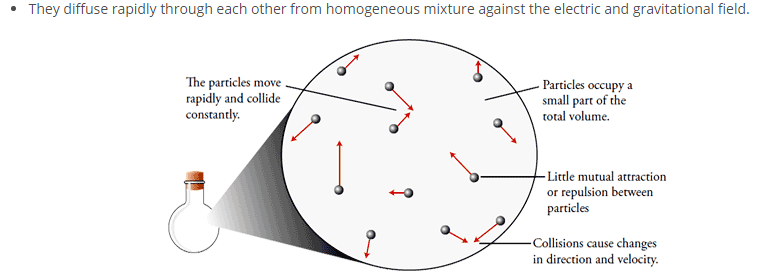 • They diffuse rapidly through each other from homogeneous mixture against the electric and gravitational field.
The particles move
rapidly and collide
constantly.
Particles occupy a
small part of the
total volume.
Little mutual attraction
or repulsion between
particles
Collisions cause changes
in direction and velocity.